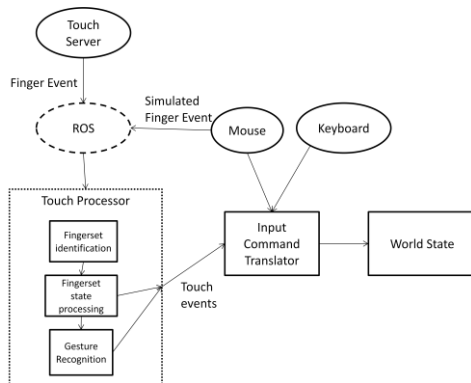 Touch
Server
Finger Event
Simulated
Finger Event
ROS
Mouse
Keyboard
Touch Processor
Fingerset
identification
Fingerset
state
processing
Gesture
Recognition
Touch
events
Input
Command
Translator
World State